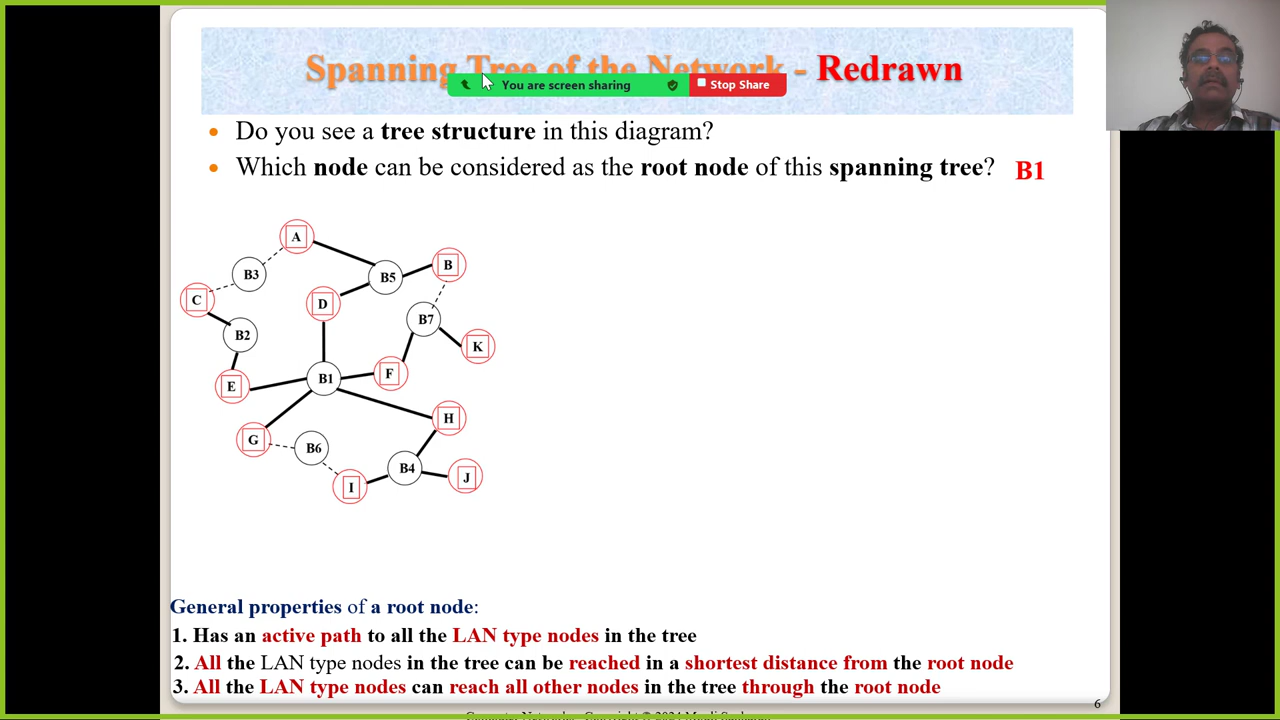 Spanning Tree of the Network - Redrawn
You are screen sharing
Stop Share
• Do you see a tree structure in this diagram?
• Which node can be considered as the root node of this spanning tree? B1
A
B3
B5
B
C
D
B7
B2
K
E
B1
F
H
G
B6
B4
I
J
General properties of a root node:
1. Has an active path to all the LAN type nodes in the tree
2. All the LAN type nodes in the tree can be reached in a shortest distance from the root node
3. All the LAN type nodes can reach all other nodes in the tree through the root node
6